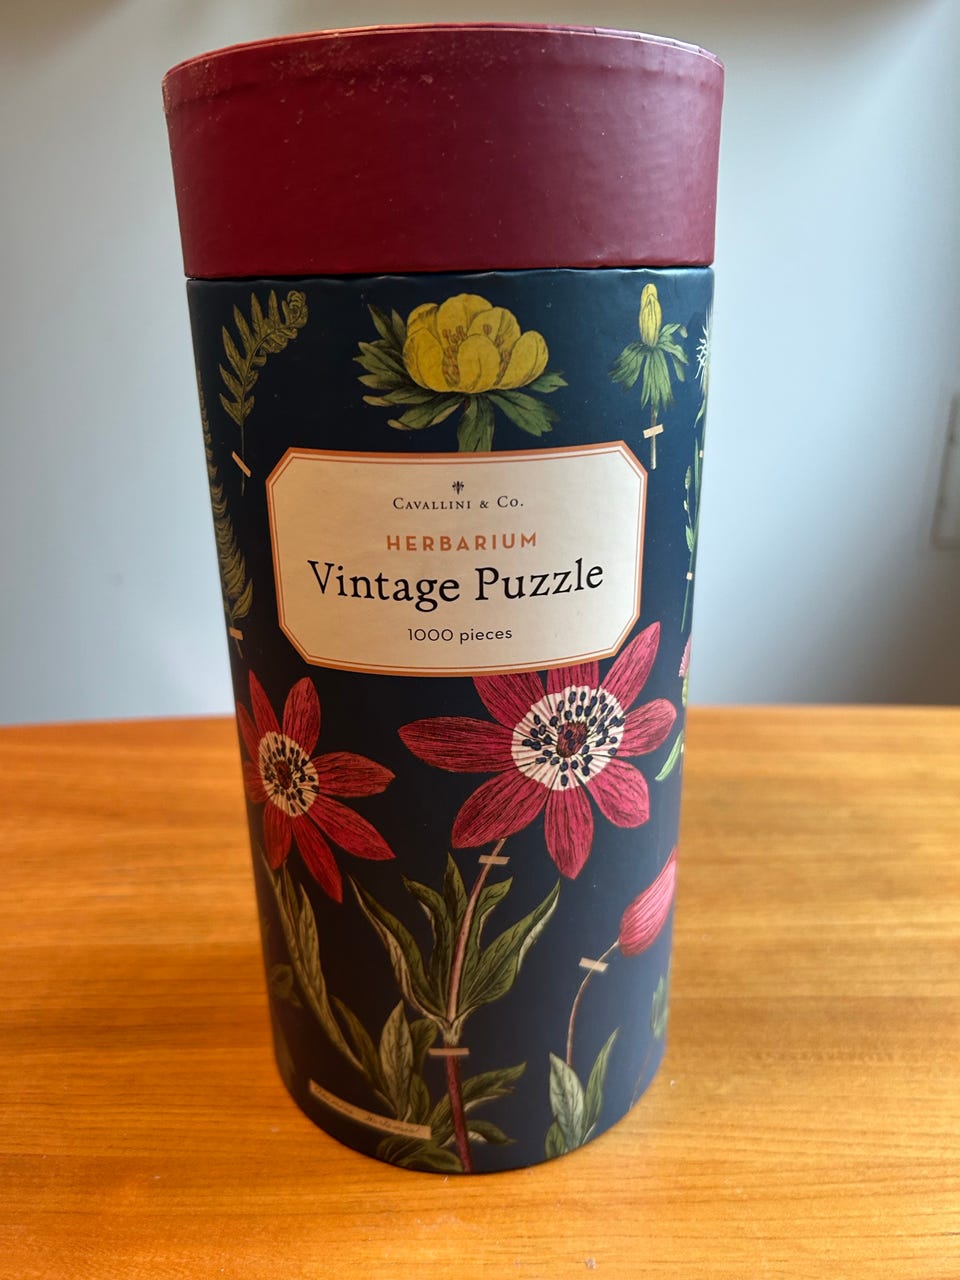 CAVALLINI & CO.
HERBARIUM
Vintage Puzzle
1000 pieces